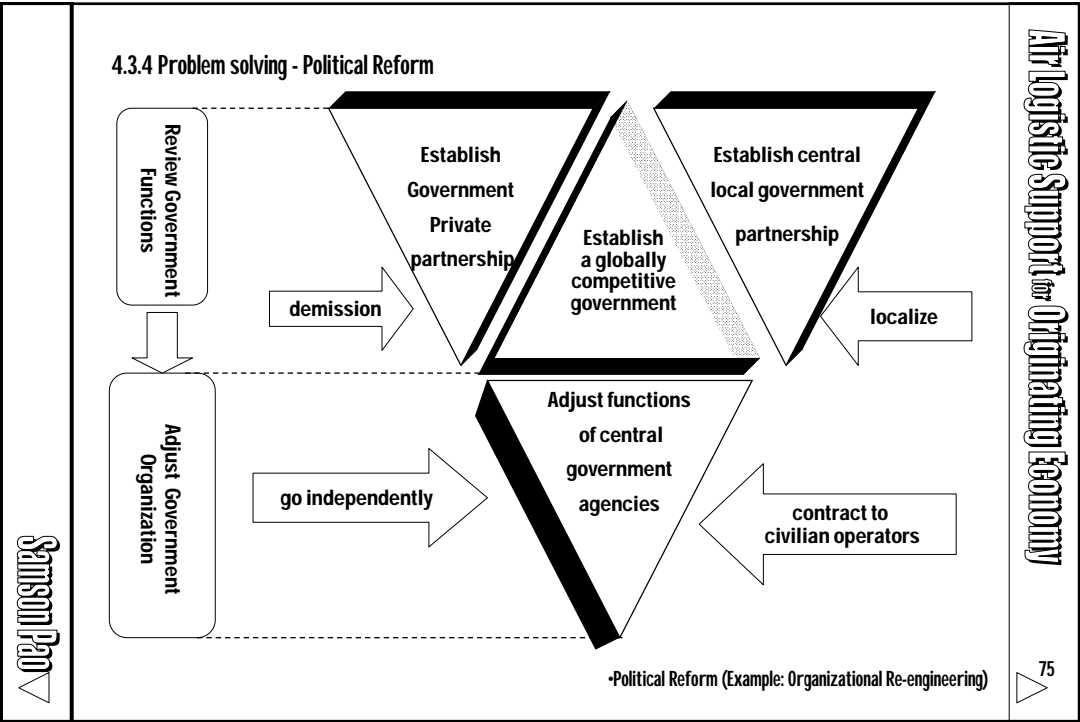 4.3.4 Problem solving - Political Reform
Review Government
Functions
Establish
Government
Private
partnership
Establish
a globally
competitive
government
Establish central
local government
partnership
demission
localize
Adjust Government
Organization
Adjust functions
of central
government
agencies
go independently
contract to
civilian operators
•Political Reform (Example: Organizational Re-engineering)
Air Logistic Support for Originating Economy
75
Samson Pao